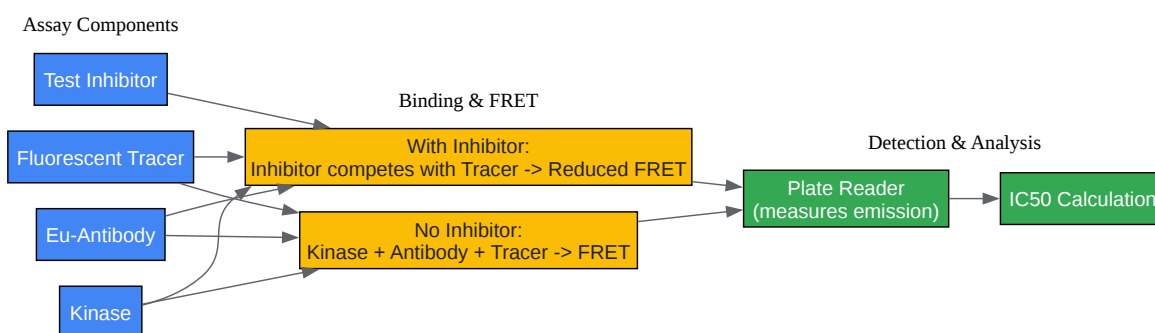 Assay Components
Test Inhibitor
Fluorescent Tracer
Eu-Antibody
Kinase
Binding & FRET
With Inhibitor:
Inhibitor competes with Tracer -> Reduced FRET
No Inhibitor:
Kinase + Antibody + Tracer -> FRET
Detection & Analysis
Plate Reader
(measures emission)
IC50 Calculation